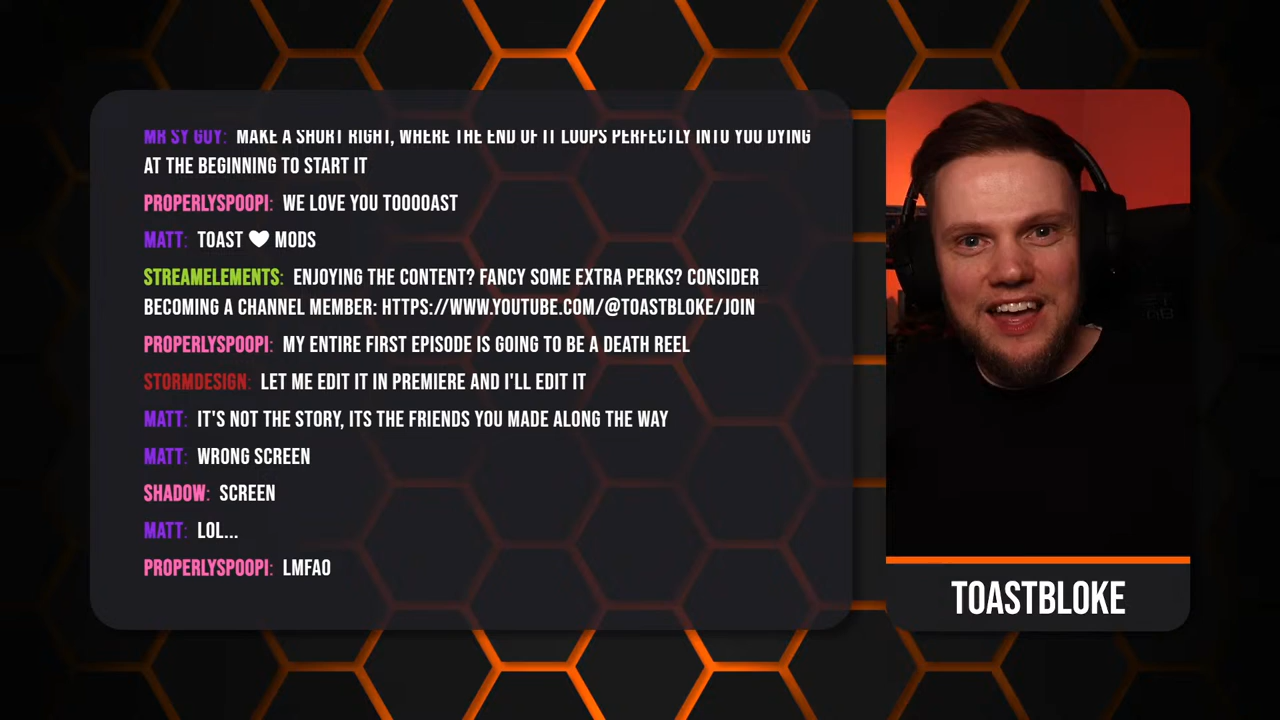 MR SY GUY: MAKE A SHORT RIGHT, WHERE THE END OF IT LOOPS PERFECTLY INTO YOU DYING
AT THE BEGINNING TO START IT
PROPERLYSPOOPI: WE LOVE YOU TOOOOAST
MATT: TOAST 🤍 MODS
STREAMELEMENTS: ENJOYING THE CONTENT? FANCY SOME EXTRA PERKS? CONSIDER
BECOMING A CHANNEL MEMBER: HTTPS://WWW.YOUTUBE.COM/@TOASTBLOKE/JOIN
PROPERLYSPOOPI: MY ENTIRE FIRST EPISODE IS GOING TO BE A DEATH REEL
STORMDESIGN: LET ME EDIT IT IN PREMIERE AND I'LL EDIT IT
MATT: IT'S NOT THE STORY, ITS THE FRIENDS YOU MADE ALONG THE WAY
MATT: WRONG SCREEN
SHADOW: SCREEN
MATT: LOL...
PROPERLYSPOOPI: LMFAO
TOASTBLOKE